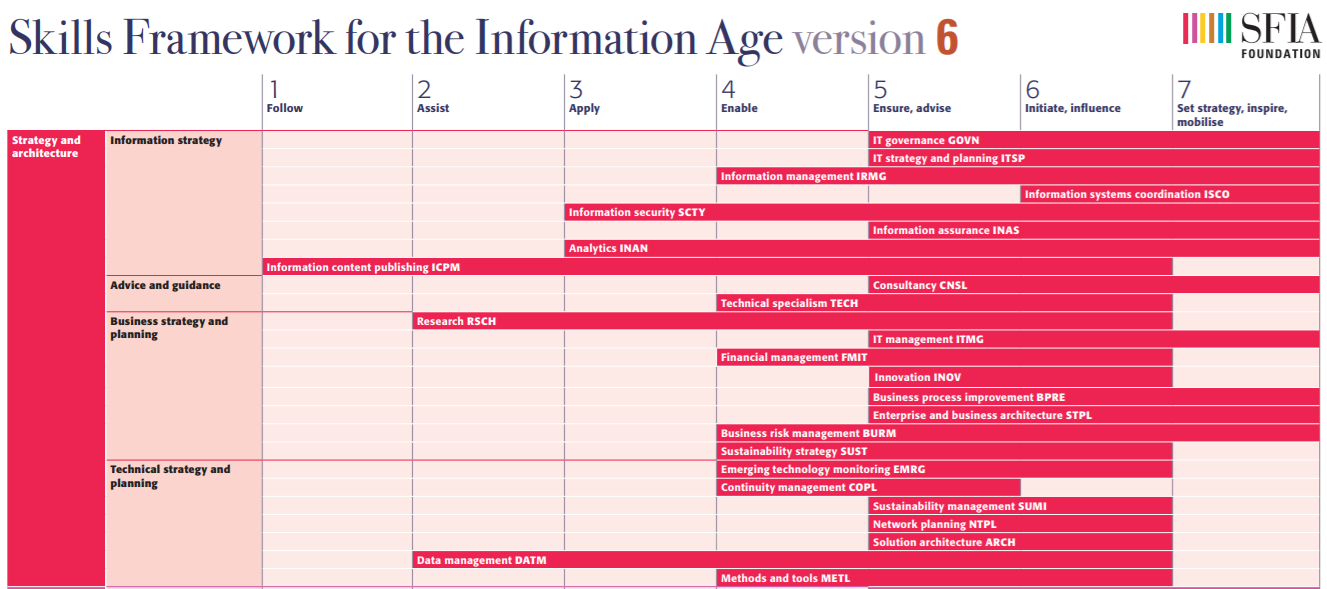 Skills Framework for the Information Age version 6
SFIA
FOUNDATION
1
Follow
2
Assist
3
Apply
4
Enable
5
Ensure, advise
6
Initiate, influence
7
Set strategy, inspire,
mobilise
Strategy and
architecture
Information strategy
IT governance GOVN
IT strategy and planning ITSP
Information management IRMG
Information systems coordination ISCO
Information security SCTY
Information assurance INAS
Analytics INAN
Information content publishing ICPM
Advice and guidance
Consultancy CNSL
Technical specialism TECH
Business strategy and
planning
Research RSCH
IT management ITMG
Financial management FMIT
Innovation INOV
Business process improvement BPRE
Enterprise and business architecture STPL
Business risk management BURM
Sustainability strategy SUST
Technical strategy and
planning
Emerging technology monitoring EMRG
Continuity management COPL
Sustainability management SUMI
Network planning NTPL
Solution architecture ARCH
Data management DATM
Methods and tools METL